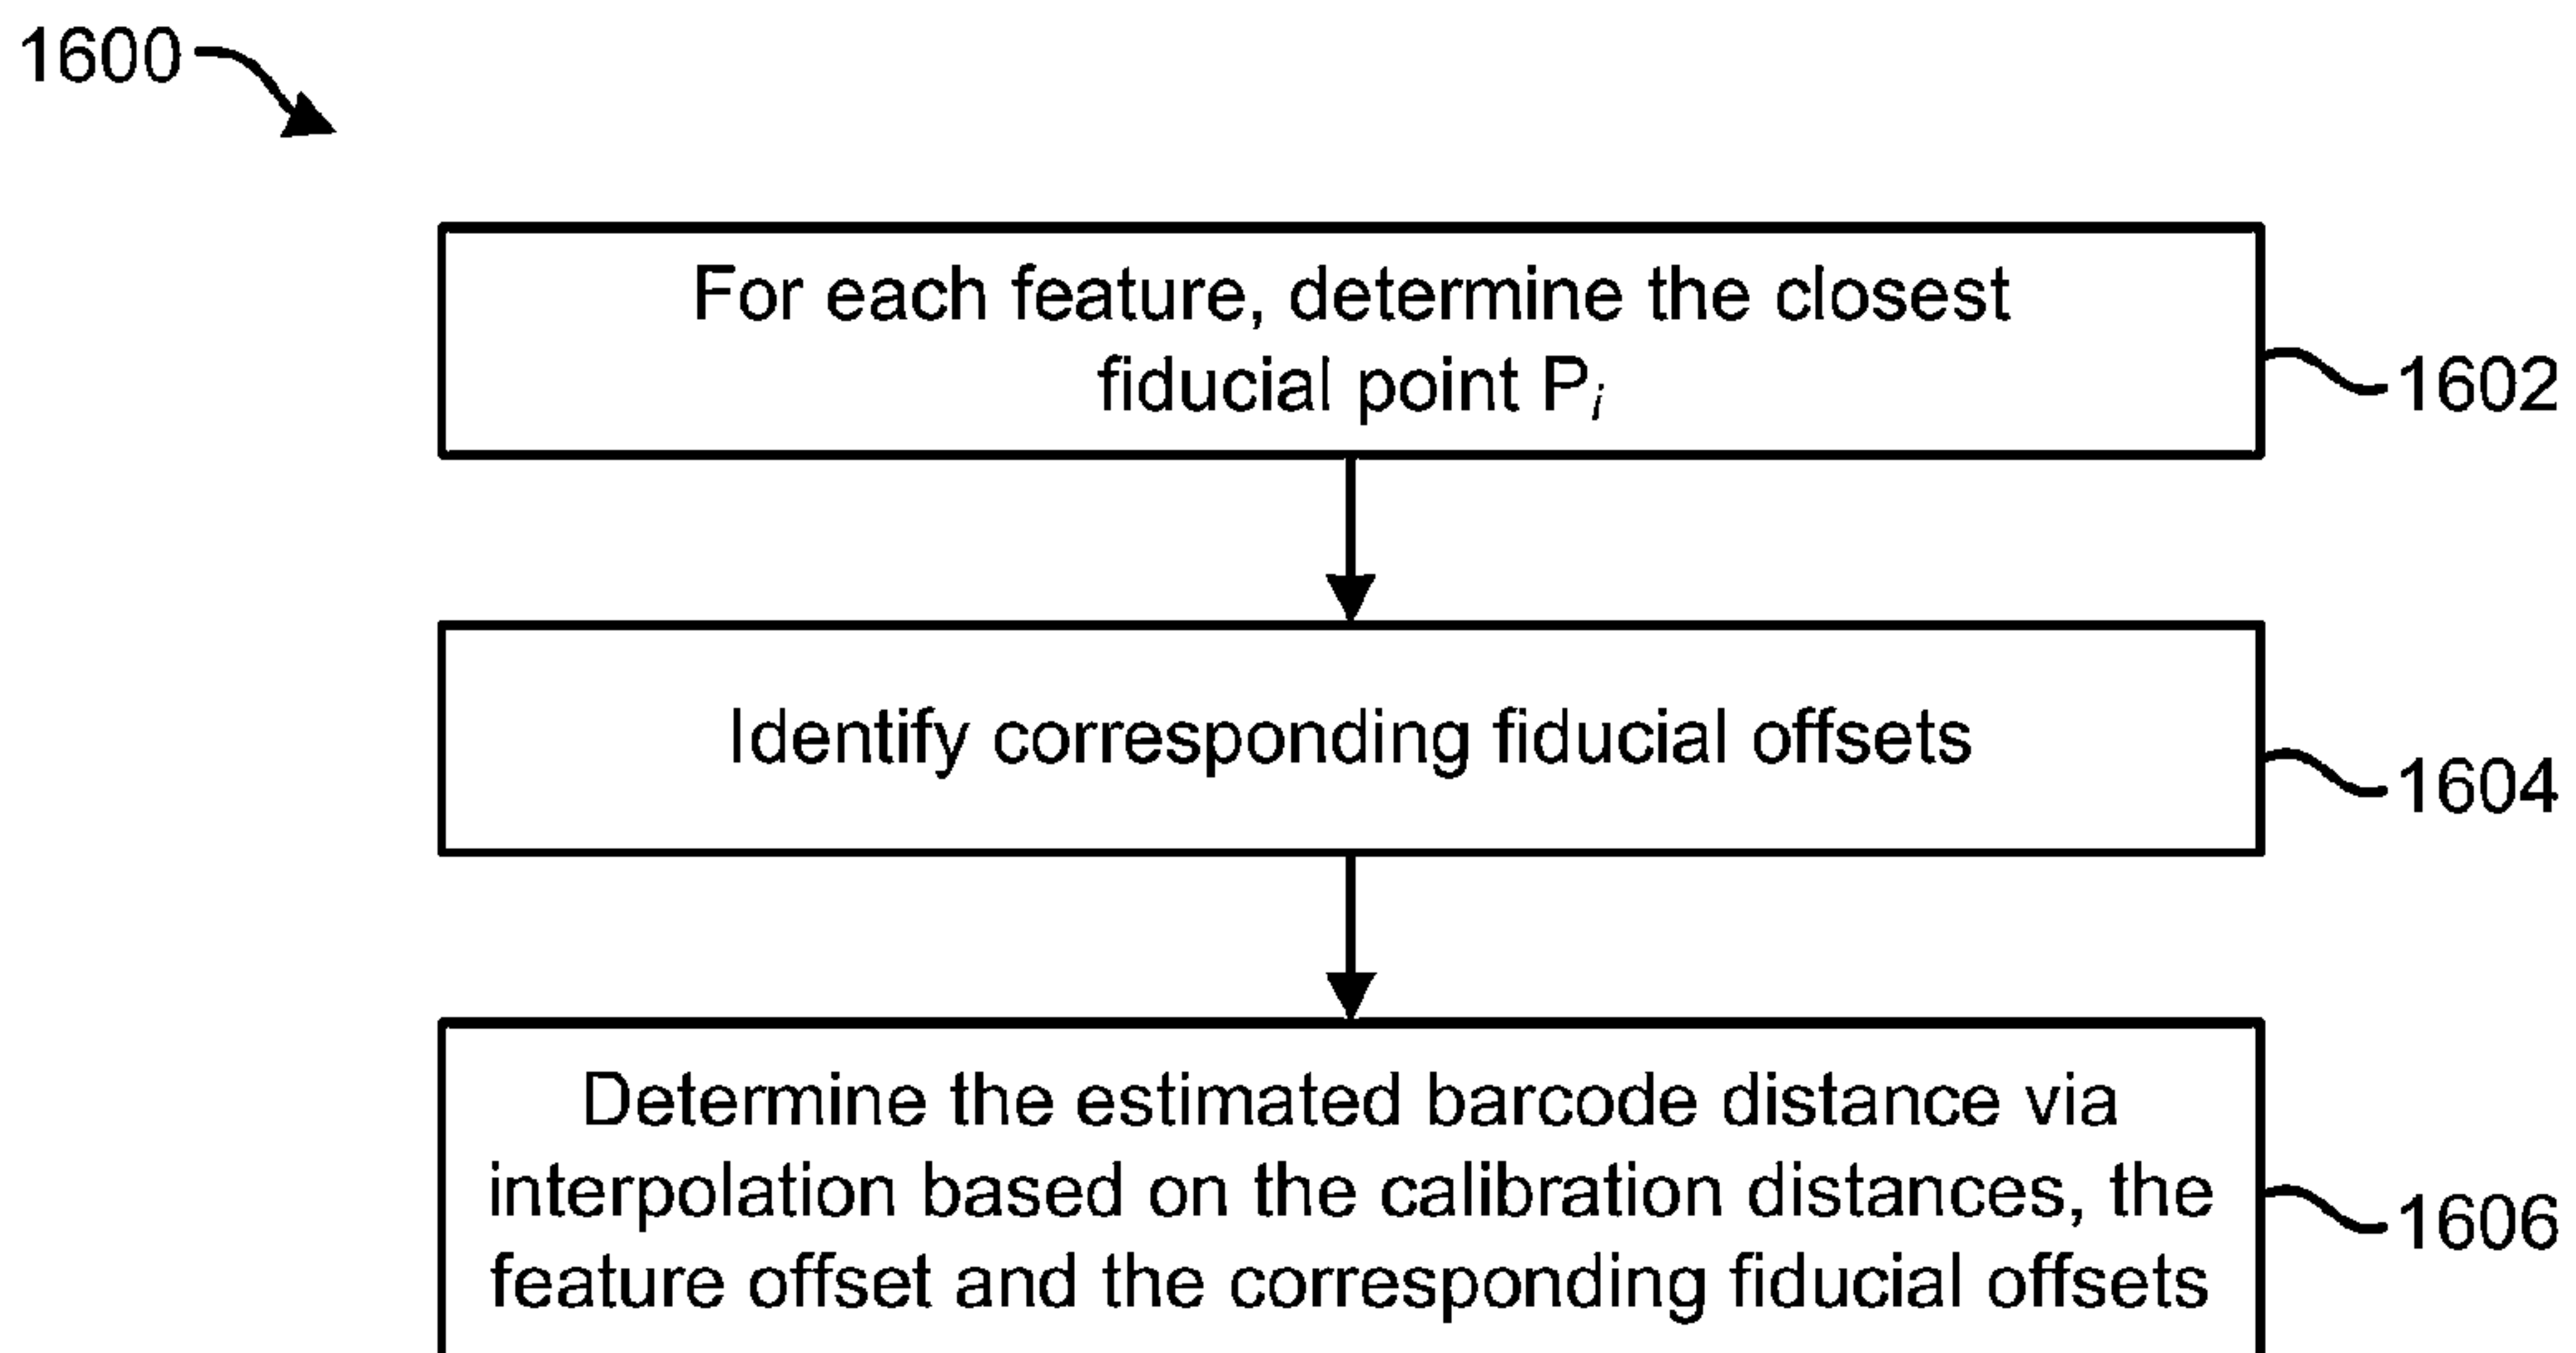 1600
For each feature, determine the closest
fiducial point Pᵢ
1602
Identify corresponding fiducial offsets
1604
Determine the estimated barcode distance via
interpolation based on the calibration distances, the
feature offset and the corresponding fiducial offsets
1606